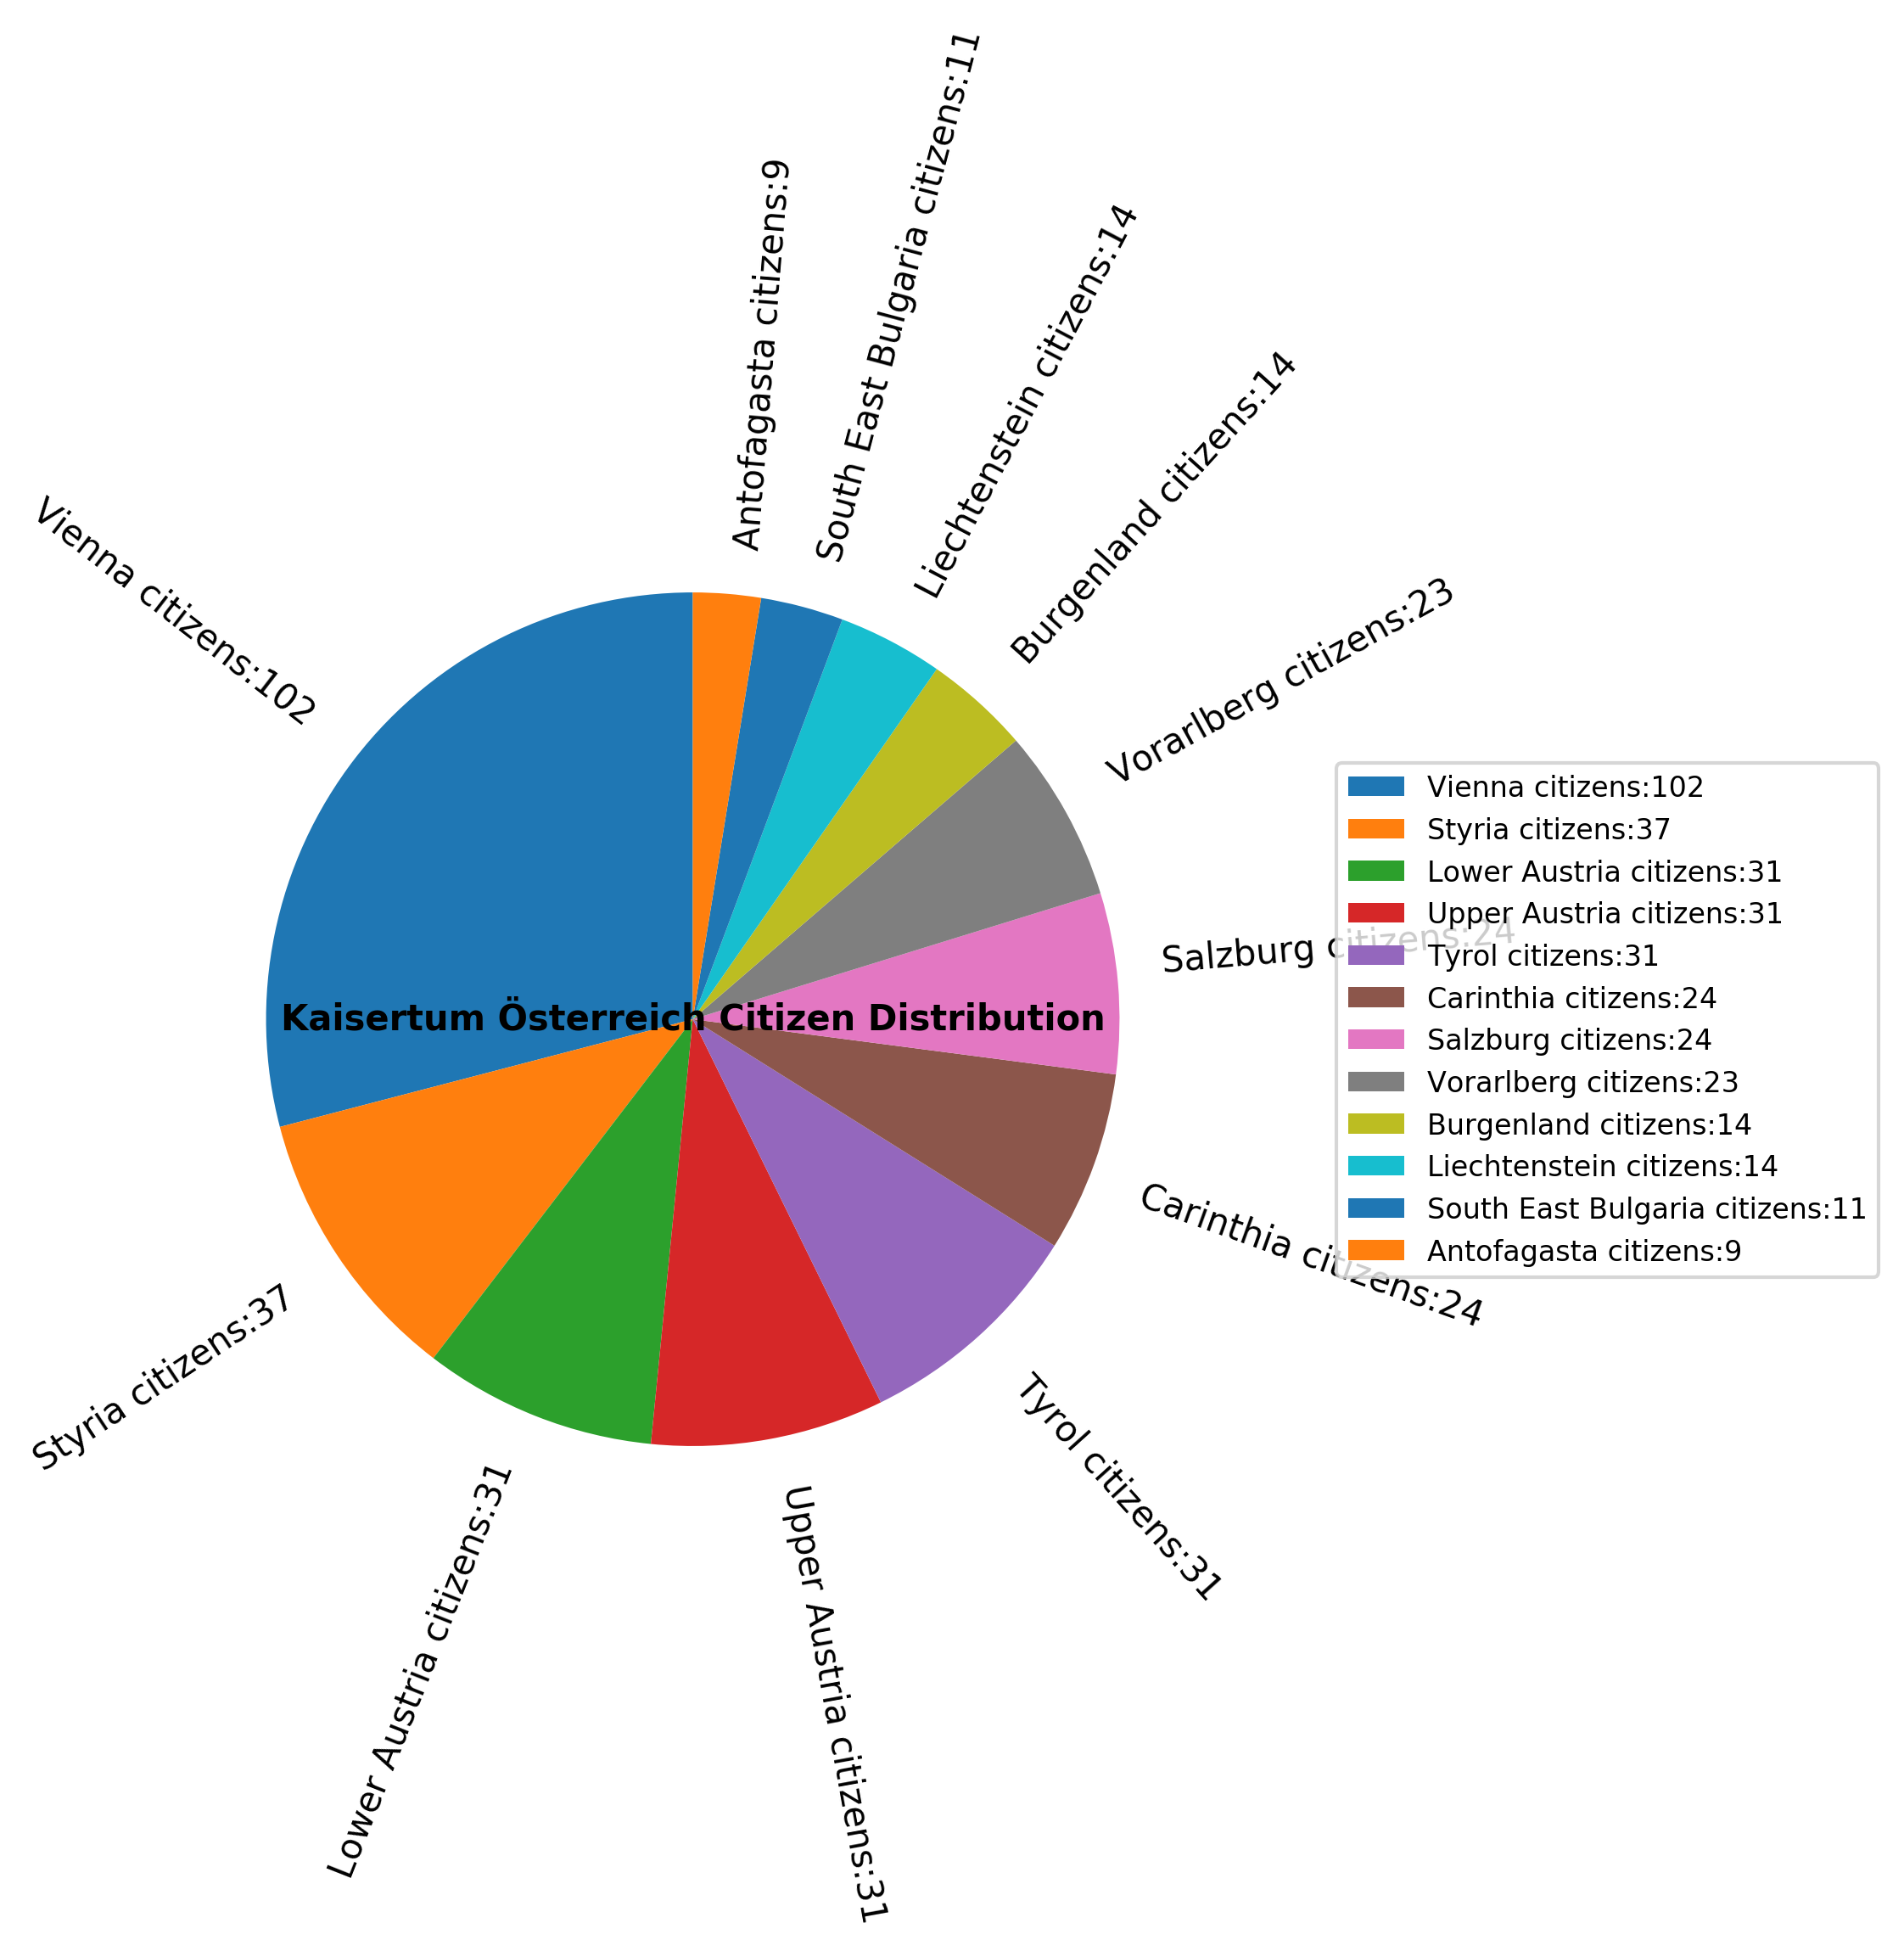 South East Bulgaria citizens:11
Antofagasta citizens:9
Liechtenstein citizens:14
Burgenland citizens:14
Vienna citizens:102
Vorarlberg citizens:23
Salzburg citizens:24
Kaisertum Österreich Citizen Distribution
Carinthia citizens:24
Styria citizens:37
Tyrol citizens:31
Lower Austria citizens:31
Upper Austria citizens:31
Vienna citizens:102
Styria citizens:37
Lower Austria citizens:31
Upper Austria citizens:31
Tyrol citizens:31
Carinthia citizens:24
Salzburg citizens:24
Vorarlberg citizens:23
Burgenland citizens:14
Liechtenstein citizens:14
South East Bulgaria citizens:11
Antofagasta citizens:9